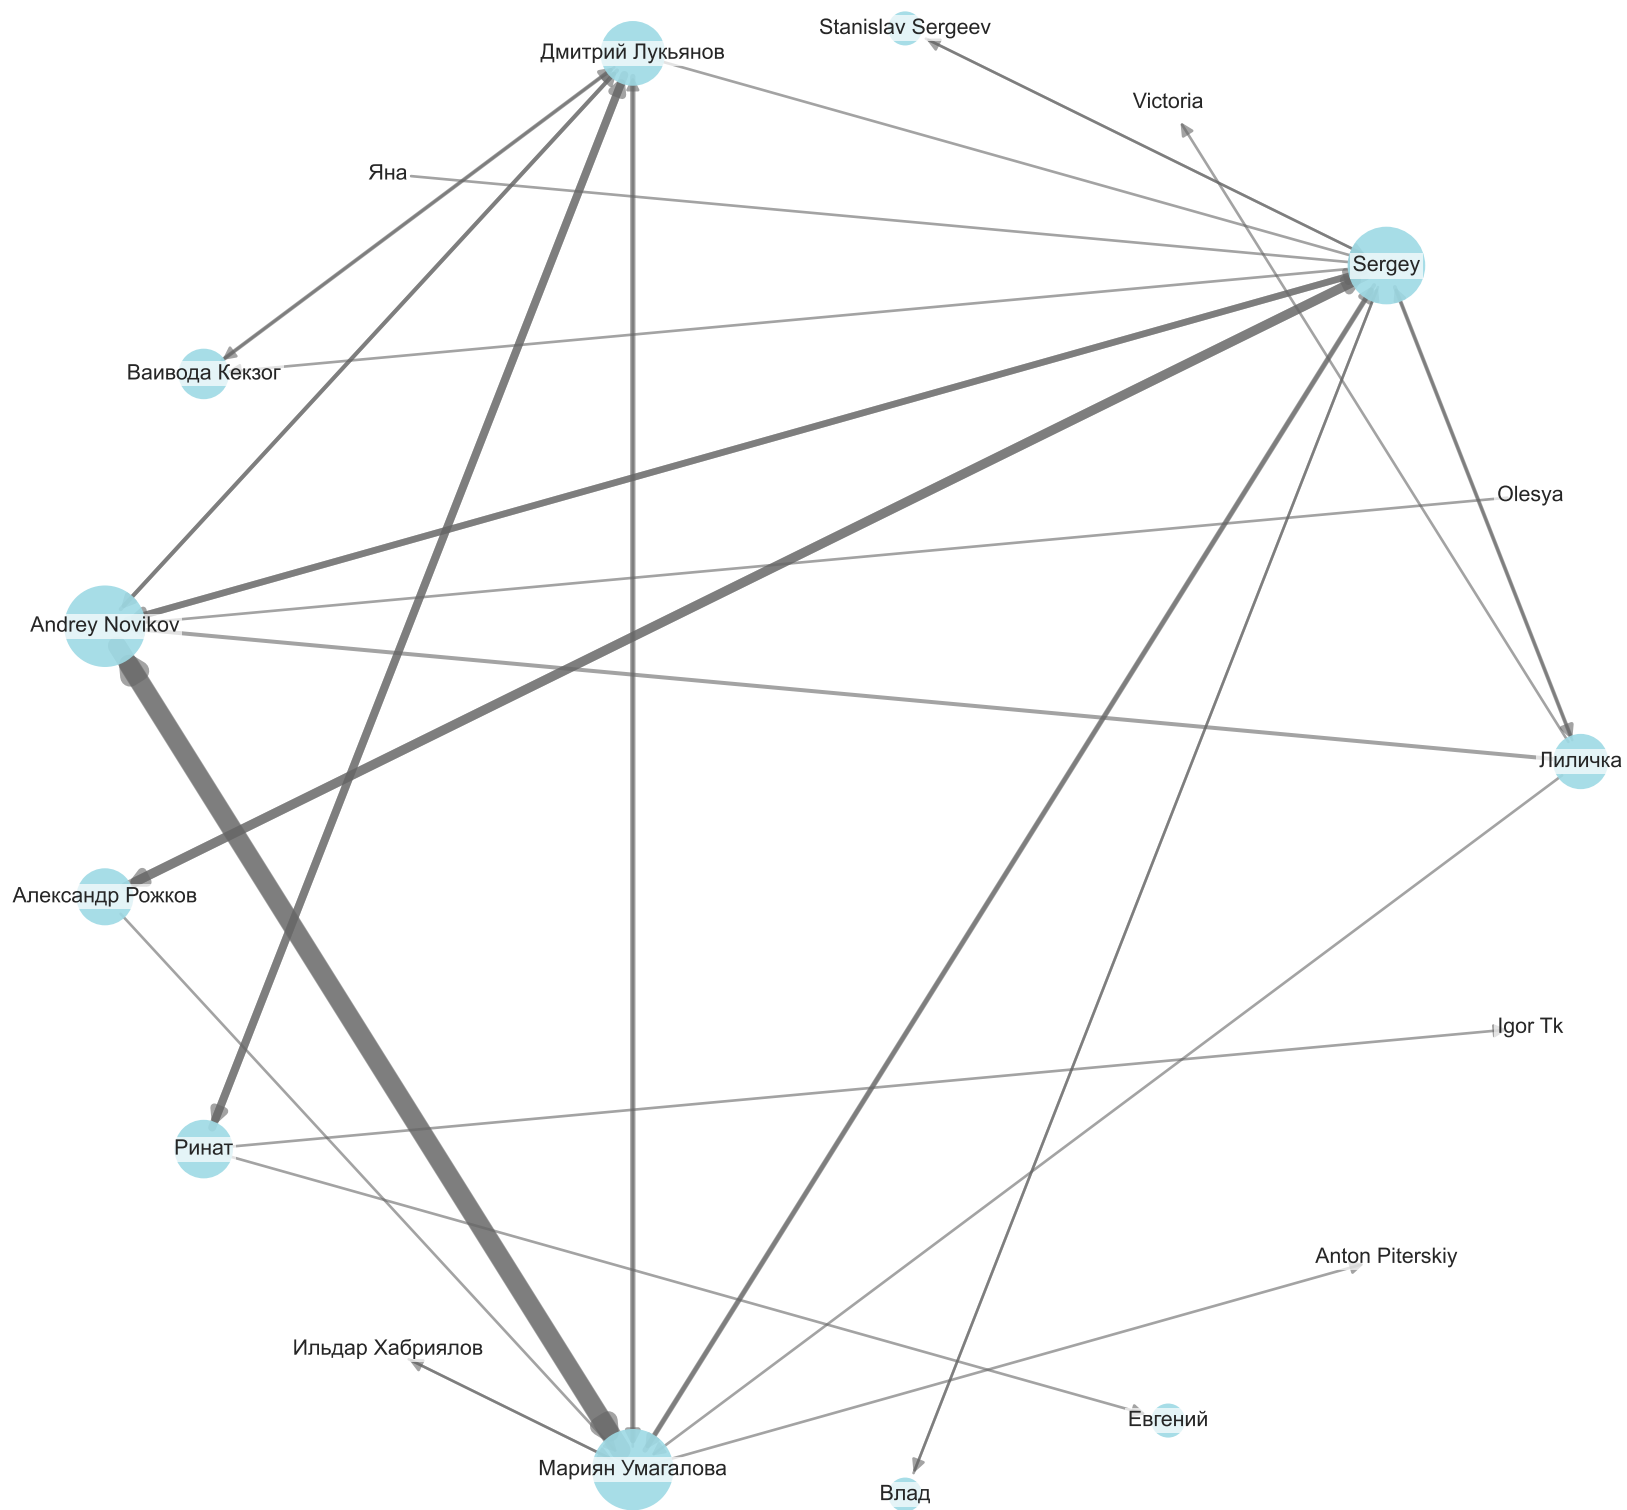 Stanislav Sergeev
Дмитрий Лукьянов
Victoria
Яна
Sergey
Ваивода Кекзог
Olesya
Andrey Novikov
Лиличка
Александр Рожков
Igor Tk
Ринат
Anton Piterskiy
Ильдар Хабриялов
Евгений
Мариян Умагалова
Влад